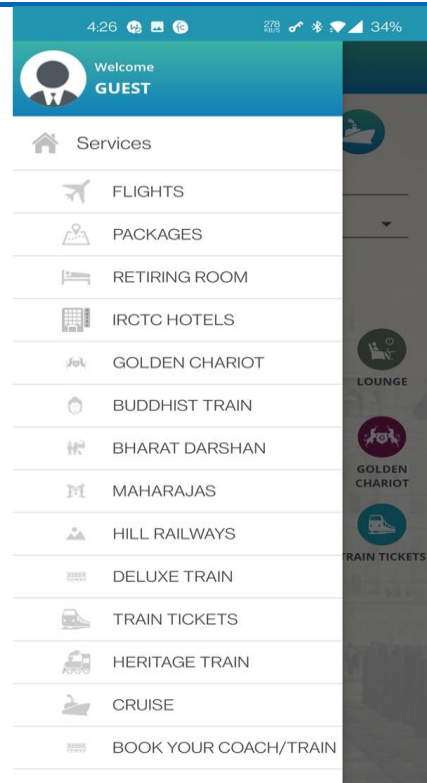 4:26
278
KB/S
34%
Welcome
GUEST
Services
FLIGHTS
PACKAGES
RETIRING ROOM
IRCTC HOTELS
GOLDEN CHARIOT
BUDDHIST TRAIN
BHARAT DARSHAN
MAHARAJAS
HILL RAILWAYS
DELUXE TRAIN
TRAIN TICKETS
HERITAGE TRAIN
CRUISE
BOOK YOUR COACH/TRAIN
LOUNGE
GOLDEN
CHARIOT
TRAIN TICKETS